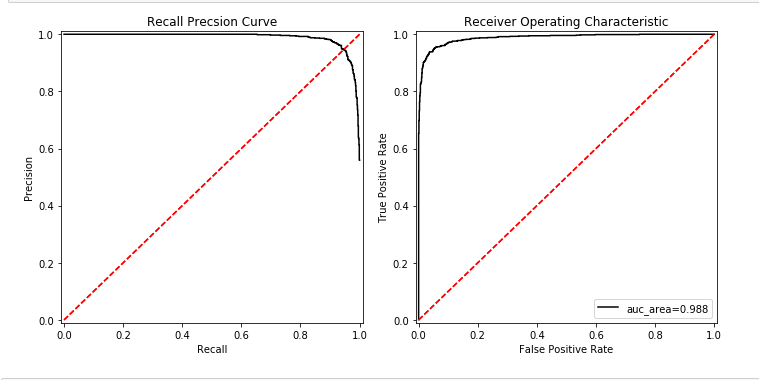 Recall Precsion Curve
1.0
0.8
0.6
0.4
0.2
0.0
Precision
0.0 0.2 0.4 0.6 0.8 1.0
Recall
Receiver Operating Characteristic
1.0
0.8
0.6
0.4
0.2
0.0
True Positive Rate
auc_area=0.988
0.0 0.2 0.4 0.6 0.8 1.0
False Positive Rate